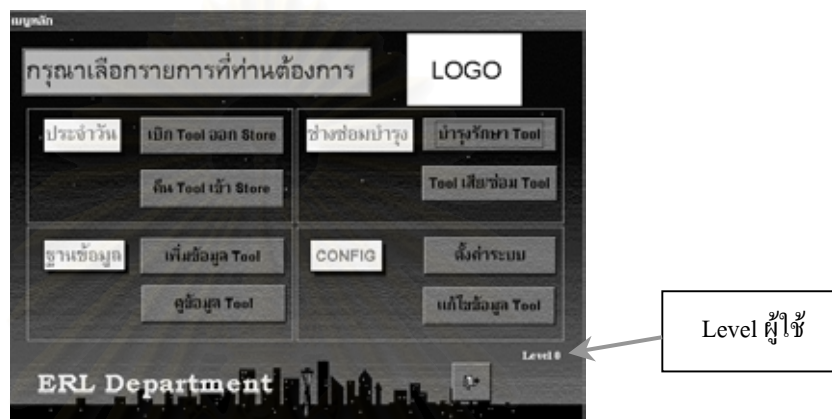 เมนูหลัก
กรุณาเลือกรายการที่ท่านต้องการ
LOGO
ประจำวัน
เบิก Tool ออก Store
คืน Tool เข้า Store
ช่างซ่อมบำรุง
บำรุงรักษา Tool
Tool เสีย/ซ่อม Tool
ฐานข้อมูล
เพิ่มข้อมูล Tool
ดูข้อมูล Tool
CONFIG
ตั้งค่าระบบ
แก้ไขข้อมูล Tool
Level 0
Level ผู้ใช้
ERL Department